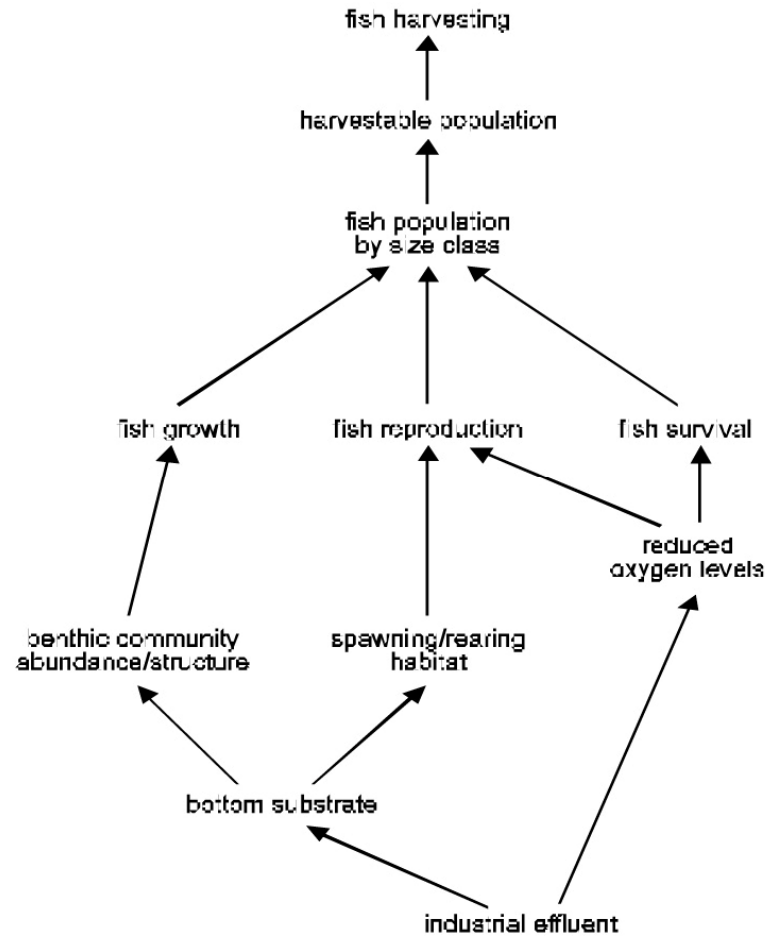 fish harvesting
harvestable population
fish population
by size class
fish growth
fish reproduction
fish survival
reduced
oxygen levels
benthic community
abundance/structure
spawning/rearing
habitat
bottom substrate
industrial effluent